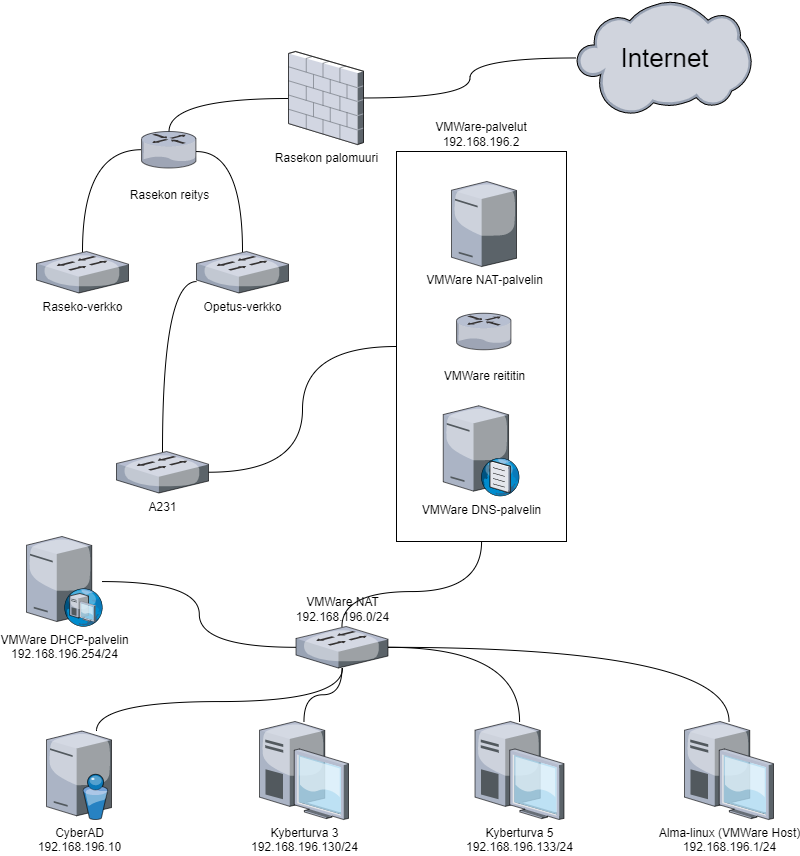 Internet
VMWare-palvelut
192.168.196.2
Rasekon palomuuri
Rasekon reitys
VMWare NAT-palvelin
Raseko-verkko
Opetus-verkko
VMWare reititin
A231
VMWare DNS-palvelin
VMWare NAT
192.168.196.0/24
VMWare DHCP-palvelin
192.168.196.254/24
CyberAD
192.168.196.10
Kyberturva 3
192.168.196.130/24
Kyberturva 5
192.168.196.133/24
Alma-linux (VMWare Host)
192.168.196.1/24